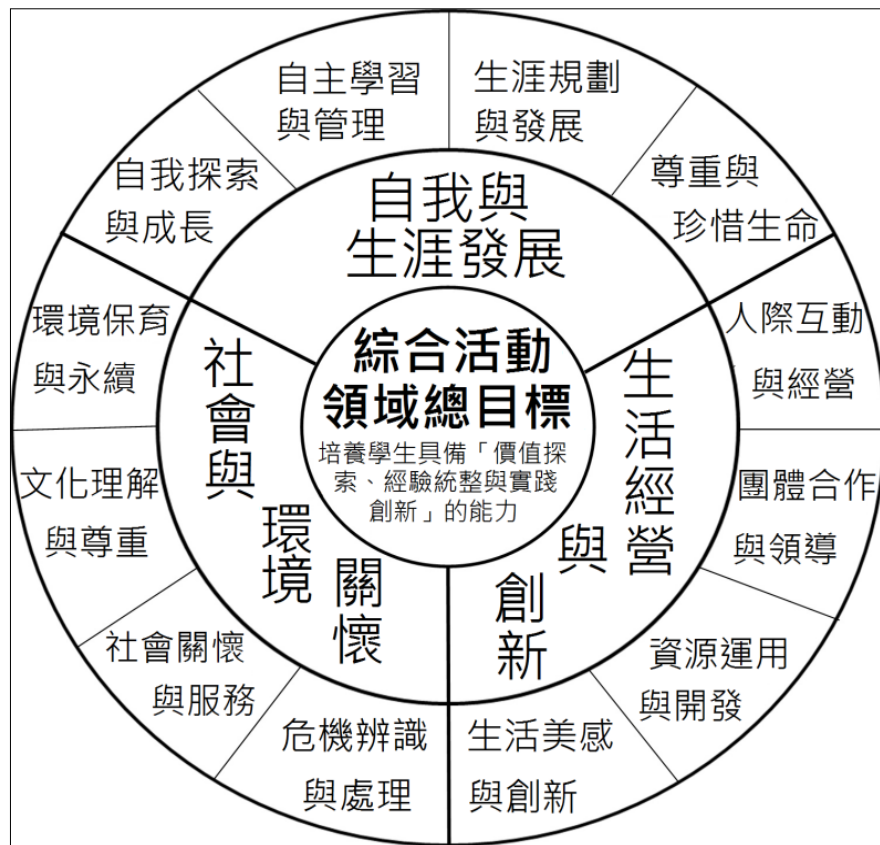 綜合活動
領域總目標
培養學生具備「價值探
索、經驗統整與實踐
創新」的能力
自我與
生涯發展
生活經營
與
創新
社會與
環境
關懷
自我探索
與成長
自主學習
與管理
生涯規劃
與發展
尊重與
珍惜生命
人際互動
與經營
團體合作
與領導
資源運用
與開發
生活美感
與創新
危機辨識
與處理
社會關懷
與服務
文化理解
與尊重
環境保育
與永續